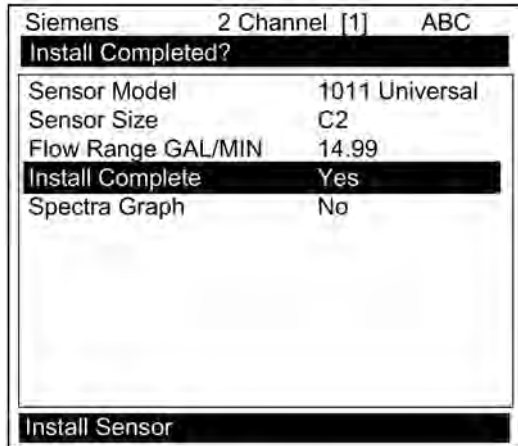 Siemens 2 Channel [1] ABC
Install Completed?
Sensor Model 1011 Universal
Sensor Size C2
Flow Range GAL/MIN 14.99
Install Complete Yes
Spectra Graph No
Install Sensor